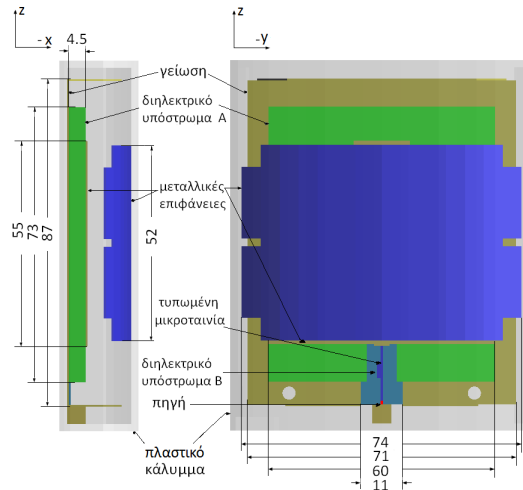 z
z
- x
-y
4.5
γείωση
διηλεκτρικό
υπόστρωμα A
μεταλλικές
επιφάνειες
55
73
87
52
τυπωμένη
μικροταινία
διηλεκτρικό
υπόστρωμα B
πηγή
πλαστικό
κάλυμμα
74
71
60
11